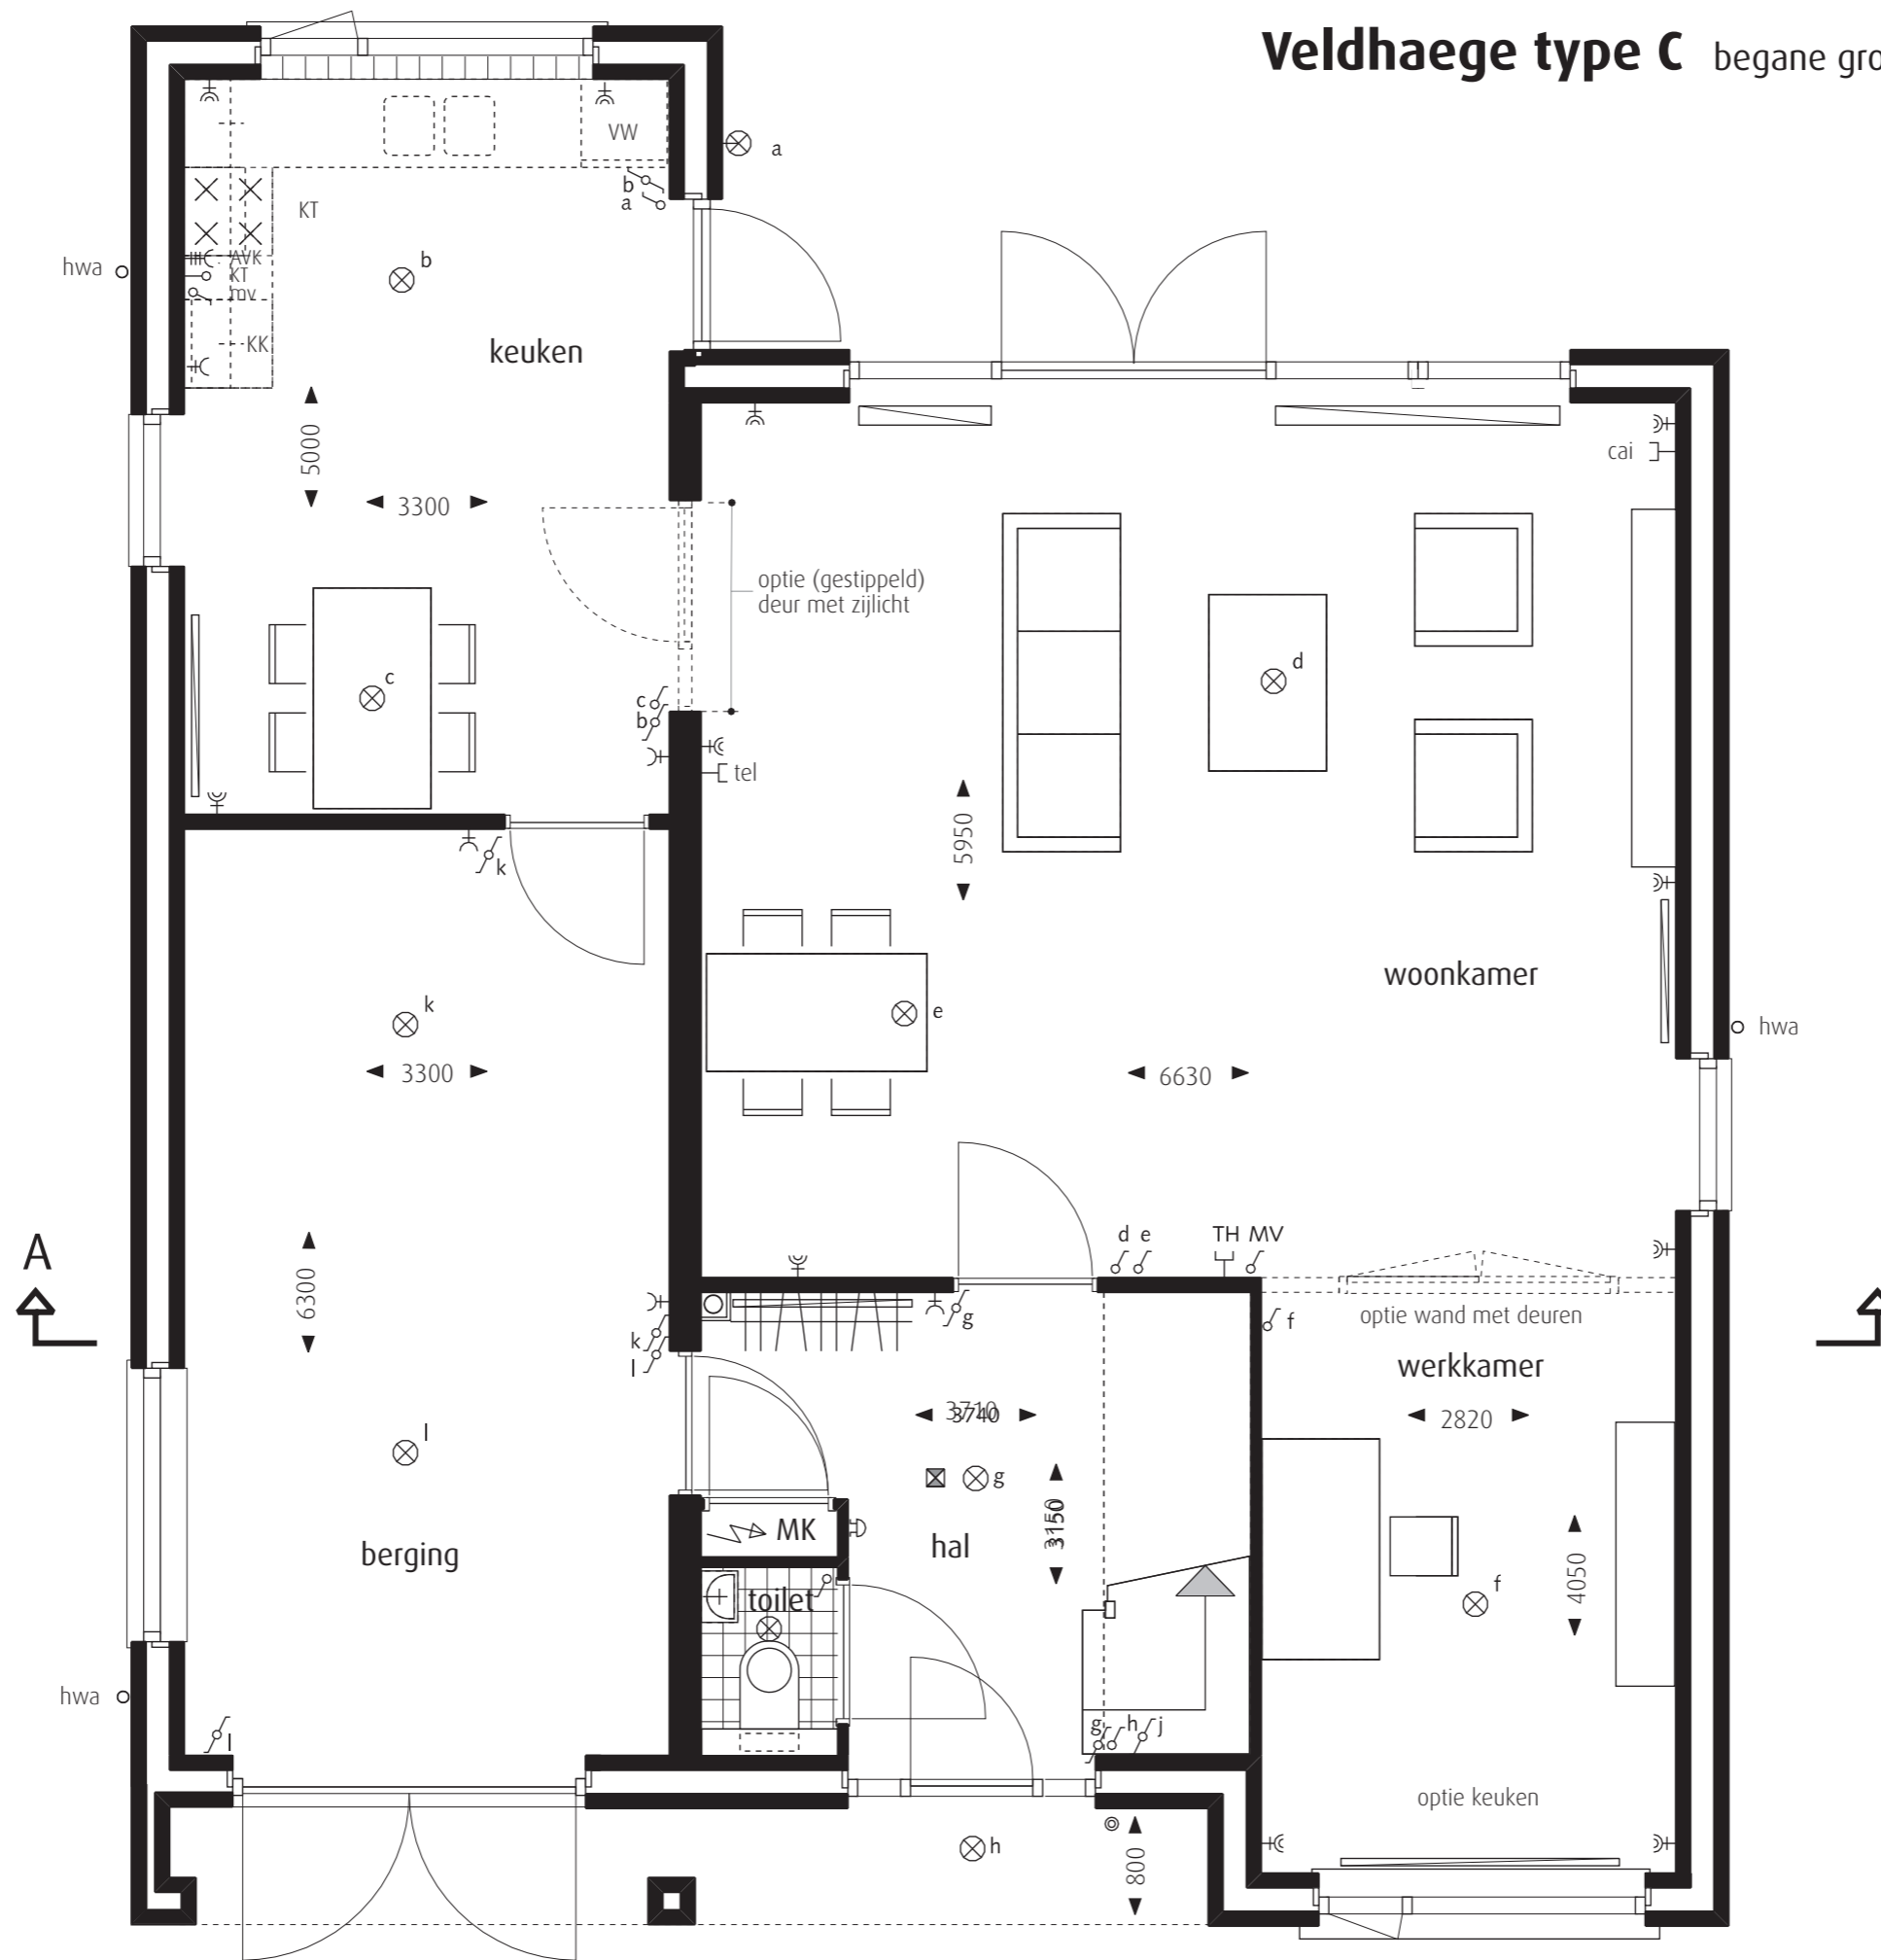 Veldhaege type C begane gro
VW
a
b
a
KT
b
hwa
AVK
KT
mv
KK
keuken
5000
3300
cai
optie (gestippeld)
deur met zijlicht
c
d
c
b
tel
5950
k
woonkamer
k
e
hwa
3300
6630
A
d e
TH MV
6300
g
f
optie wand met deuren
k
l
werkkamer
3740
2820
l
g
MK
hal
3150
berging
toilet
f
4050
hwa
l
g h j
optie keuken
h
800